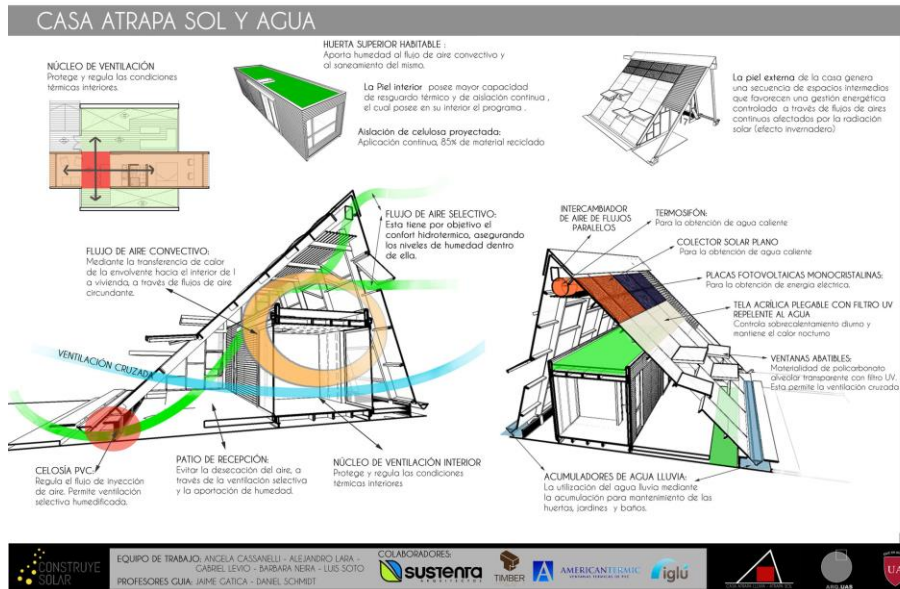 CASA ATRAPA SOL Y AGUA
NÚCLEO DE VENTILACIÓN
Protege y regula las condiciones
térmicas interiores.
HUERTA SUPERIOR HABITABLE :
Aporta humedad al flujo de aire convectivo y
al saneamiento del mismo.
La Piel interior posee mayor capacidad
de resguardo térmico y de aislación continua ,
el cual posee en su interior el programa .
Aislación de celulosa proyectada:
Aplicación continua, 85% de material reciclado
La piel externa de la casa genera
una secuencia de espacios intermedios
que favorecen una gestión energética
controlada a través de flujos de aires
continuos afectados por la radiación
solar (efecto invernadero)
FLUJO DE AIRE CONVECTIVO:
Mediante la transferencia de calor
de la envolvente hacia el interior de l
a vivienda, a través de flujos de aire
circundante.
FLUJO DE AIRE SELECTIVO:
Esta tiene por objetivo el
confort hidrotermico, asegurando
los niveles de humedad dentro
de ella.
VENTILACIÓN CRUZADA
CELOSÍA PVC:
Regula el flujo de inyección
de aire. Permite ventilación
selectiva humedificada.
PATIO DE RECEPCIÓN:
Evitar la desecación del aire, a
través de la ventilación selectiva
y la aportación de humedad.
NÚCLEO DE VENTILACIÓN INTERIOR
Protege y regula las condiciones
térmicas interiores
INTERCAMBIADOR
DE AIRE DE FLUJOS
PARALELOS
TERMOSIFÓN:
Para la obtención de agua caliente
COLECTOR SOLAR PLANO
Para la obtención de agua caliente
PLACAS FOTOVOLTAICAS MONOCRISTALINAS:
Para la obtención de energía eléctrica.
TELA ACRÍLICA PLEGABLE CON FILTRO UV
REPELENTE AL AGUA
Controla sobrecalentamiento diurno y
mantiene el calor nocturno
VENTANAS ABATIBLES:
Materialidad de policarbonato
alveolar transparente con filtro UV.
Esta permite la ventilación cruzada
ACUMULADORES DE AGUA LLUVIA:
La utilización del agua lluvia mediante
la acumulación para mantenimiento de las
huertas, jardines y baños.
CONSTRUYE
SOLAR
EQUIPO DE TRABAJO: ANGELA CASSANELLI - ALEJANDRO LARA -
GABRIEL LEVIO - BARBARA NEIRA - LUIS SOTO
PROFESORES GUIA: JAIME GATICA - DANIEL SCHMIDT
COLABORADORES:
sustenta
ARQUITECTOS
TIMBER
AMERICANTERMIC
VENTANAS TERMICAS DE PVC
iglú
ARQ.UAS
UA